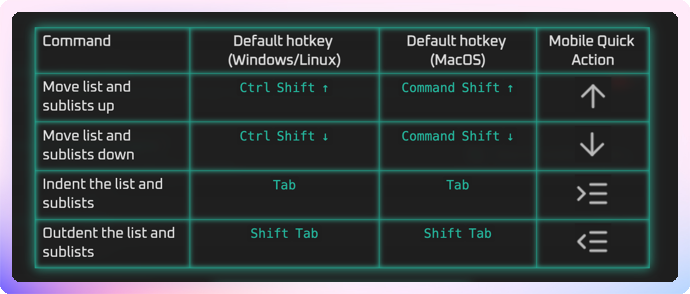 Command Default hotkey (Windows/Linux) Default hotkey (MacOS) Mobile Quick Action
Move list and sublists up Ctrl Shift ↑ Command Shift ↑ ↑
Move list and sublists down Ctrl Shift ↓ Command Shift ↓ ↓
Indent the list and sublists Tab Tab
Outdent the list and sublists Shift Tab Shift Tab